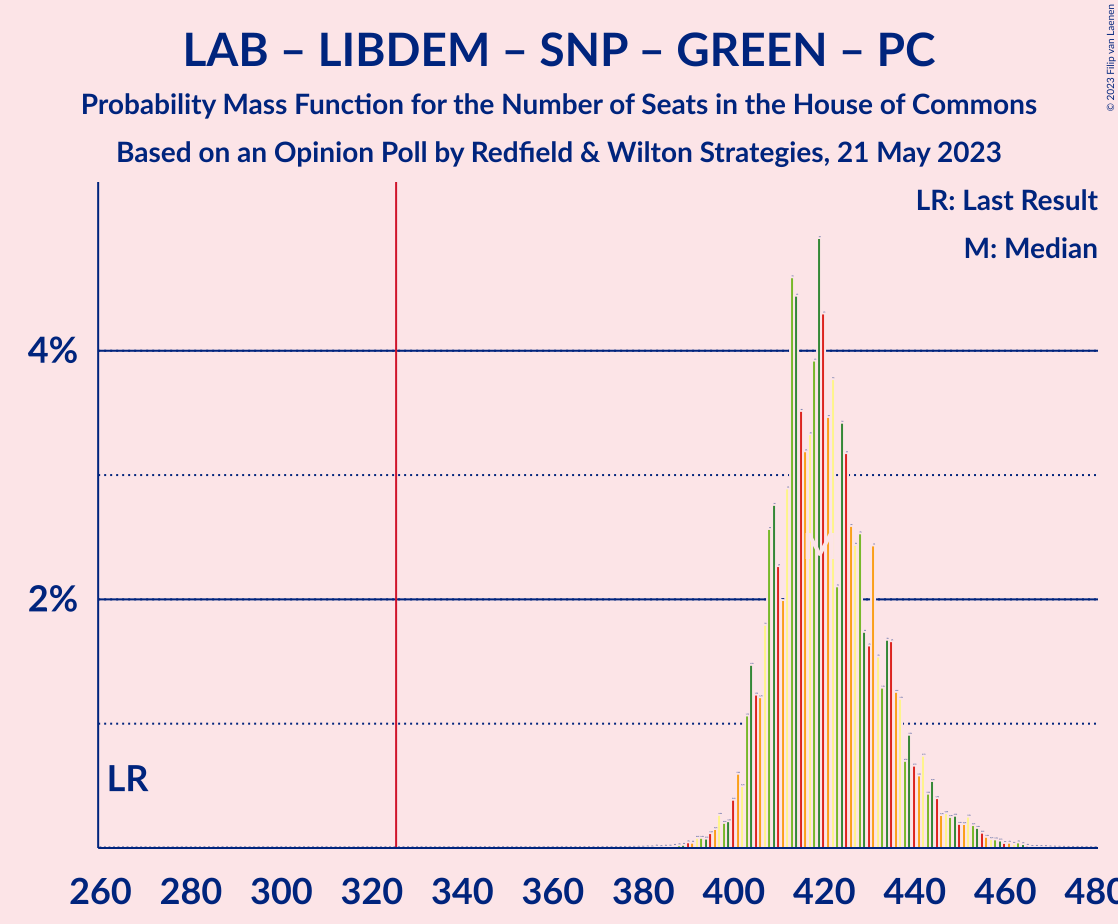 LAB – LIBDEM – SNP – GREEN – PC
Probability Mass Function for the Number of Seats in the House of Commons
Based on an Opinion Poll by Redfield & Wilton Strategies, 21 May 2023
© 2023 Filip van Laenen
LR: Last Result
M: Median
4%
2%
LR
260 280 300 320 340 360 380 400 420 440 460 480